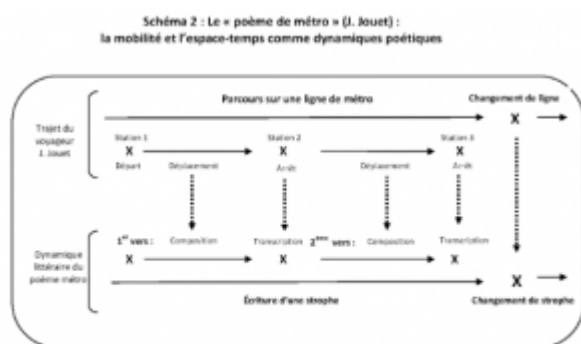 Schéma 2 : Le « poème de métro » (J. Jouet) :
la mobilité et l'espace-temps comme dynamiques poétiques
Parcours sur une ligne de métro
Changement de ligne
X
Trajet du
voyageur
J. Jouet
Station 1
Station 2
Station 3
X
X
X
Départ
Déplacement
Arrêt
Déplacement
Arrêt
Dynamique
littéraire du
poème métro
1er vers :
Composition
Transcription
2ème vers :
Composition
Transcription
X
X
X
X
Écriture d'une strophe
Changement de strophe